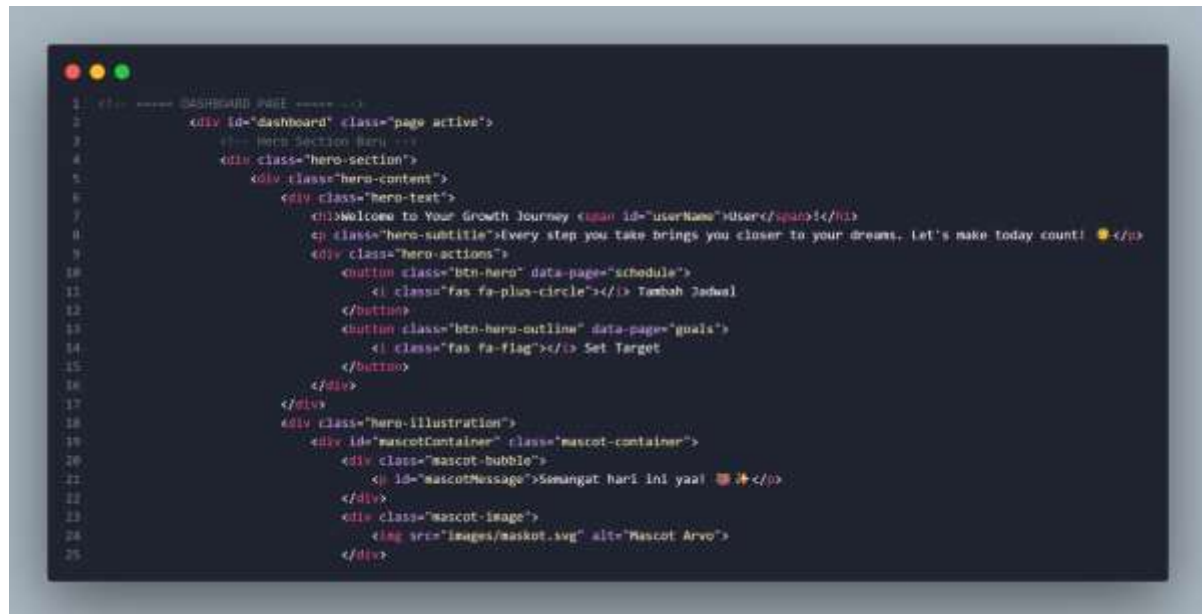 1 <!-- ===== DASHBOARD PAGE ===== -->
2 <div id="dashboard" class="page active">
3 <!-- Hero Section Baru -->
4 <div class="hero-section">
5 <div class="hero-content">
6 <div class="hero-text">
7 <h1>Welcome to Your Growth Journey <span id="userName">User</span>!</h1>
8 <p class="hero-subtitle">Every step you take brings you closer to your dreams. Let's make today count! 🌟</p>
9 <div class="hero-actions">
10 <button class="btn-hero" data-page="schedule">
11 <i class="fas fa-plus-circle"></i> Tambah Jadwal
12 </button>
13 <button class="btn-hero-outline" data-page="goals">
14 <i class="fas fa-flag"></i> Set Target
15 </button>
16 </div>
17 </div>
18 <div class="hero-illustration">
19 <div id="mascotContainer" class="mascot-container">
20 <div class="mascot-bubble">
21 <p id="mascotMessage">Semangat hari ini yaa! 🐻✨</p>
22 </div>
23 <div class="mascot-image">
24 <img src="images/maskot.svg" alt="Mascot Arvo">
25 </div>